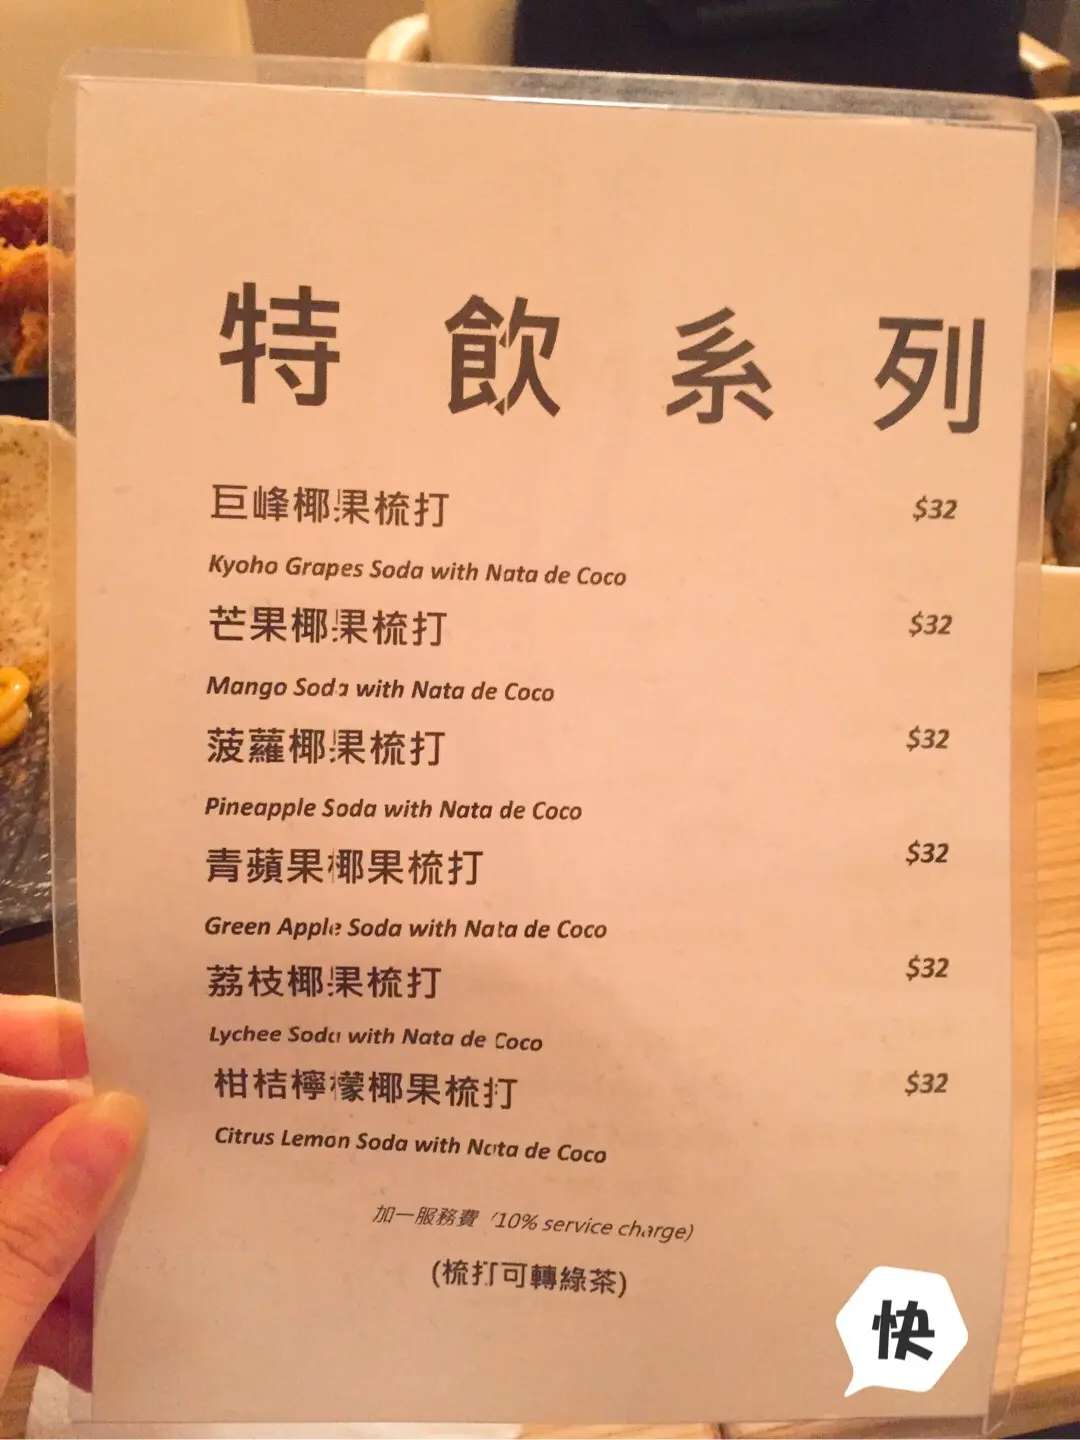 特飲系列
巨峰椰果梳打 $32
Kyoho Grapes Soda with Nata de Coco
芒果椰果梳打 $32
Mango Soda with Nata de Coco
菠蘿椰果梳打 $32
Pineapple Soda with Nata de Coco
青蘋果椰果梳打 $32
Green Apple Soda with Nata de Coco
荔枝椰果梳打 $32
Lychee Soda with Nata de Coco
柑桔檸檬椰果梳打 $32
Citrus Lemon Soda with Nata de Coco
加一服務費 (10% service charge)
(梳打可轉綠茶)
快